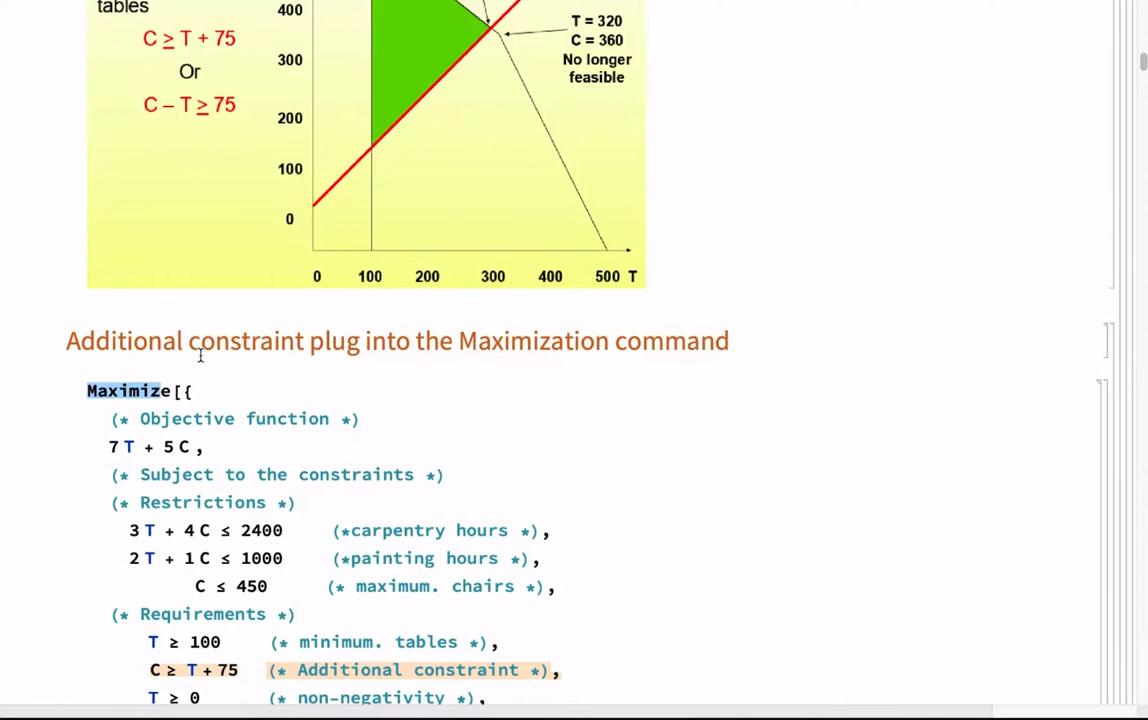 tables
C ≥ T + 75
Or
C – T ≥ 75
400
300
200
100
0
T = 320
C = 360
No longer
feasible
0 100 200 300 400 500 T
Additional constraint plug into the Maximization command
Maximize[{
(* Objective function *)
7 T + 5 C ,
(* Subject to the constraints *)
(* Restrictions *)
3 T + 4 C ≤ 2400 (*carpentry hours *),
2 T + 1 C ≤ 1000 (*painting hours *),
C ≤ 450 (* maximum. chairs *),
(* Requirements *)
T ≥ 100 (* minimum. tables *),
C ≥ T + 75 (* Additional constraint *),
T ≥ 0 (* non-negativity *),